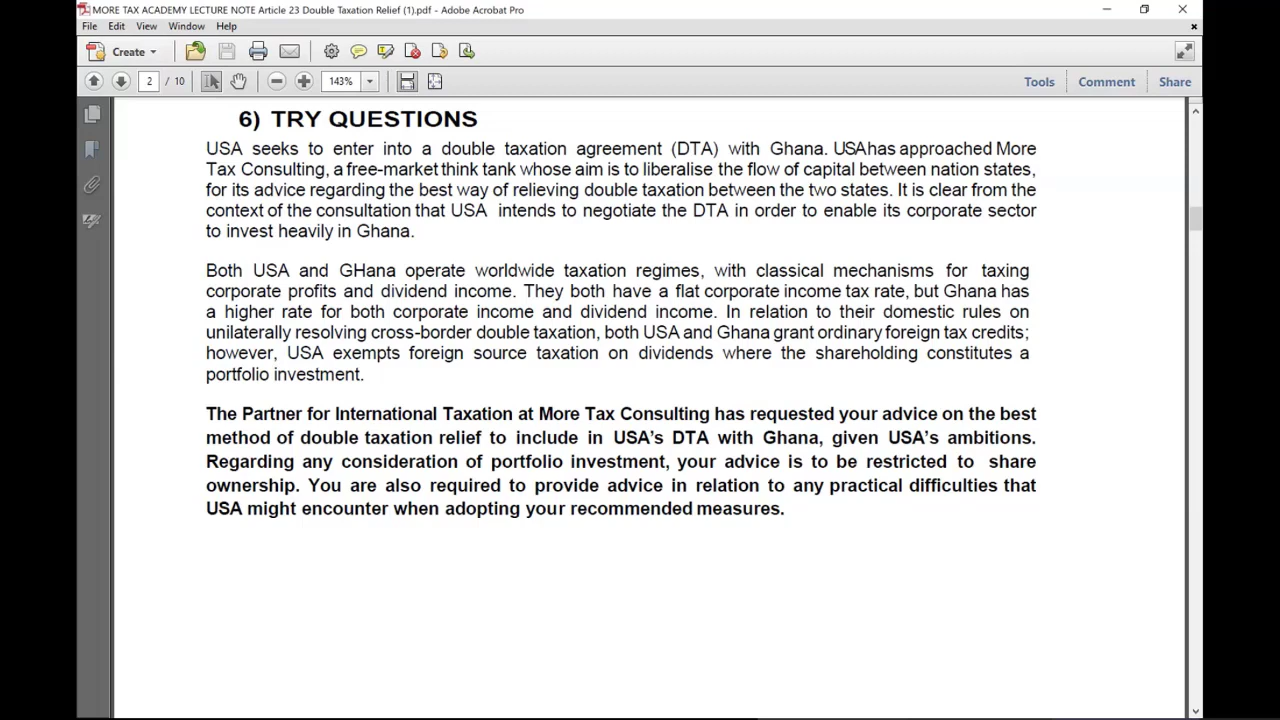 MORE TAX ACADEMY LECTURE NOTE Article 23 Double Taxation Relief (1).pdf - Adobe Acrobat Pro
File Edit View Window Help
Create
2 / 10 143% Tools Comment Share
6) TRY QUESTIONS
USA seeks to enter into a double taxation agreement (DTA) with Ghana. USAhas approached More
Tax Consulting, a free-market think tank whose aim is to liberalise the flow of capital between nation states,
for its advice regarding the best way of relieving double taxation between the two states. It is clear from the
context of the consultation that USA intends to negotiate the DTA in order to enable its corporate sector
to invest heavily in Ghana.
Both USA and GHana operate worldwide taxation regimes, with classical mechanisms for taxing
corporate profits and dividend income. They both have a flat corporate income tax rate, but Ghana has
a higher rate for both corporate income and dividend income. In relation to their domestic rules on
unilaterally resolving cross-border double taxation, both USA and Ghana grant ordinary foreign tax credits;
however, USA exempts foreign source taxation on dividends where the shareholding constitutes a
portfolio investment.
The Partner for International Taxation at More Tax Consulting has requested your advice on the best
method of double taxation relief to include in USA's DTA with Ghana, given USA's ambitions.
Regarding any consideration of portfolio investment, your advice is to be restricted to share
ownership. You are also required to provide advice in relation to any practical difficulties that
USA might encounter when adopting your recommended measures.